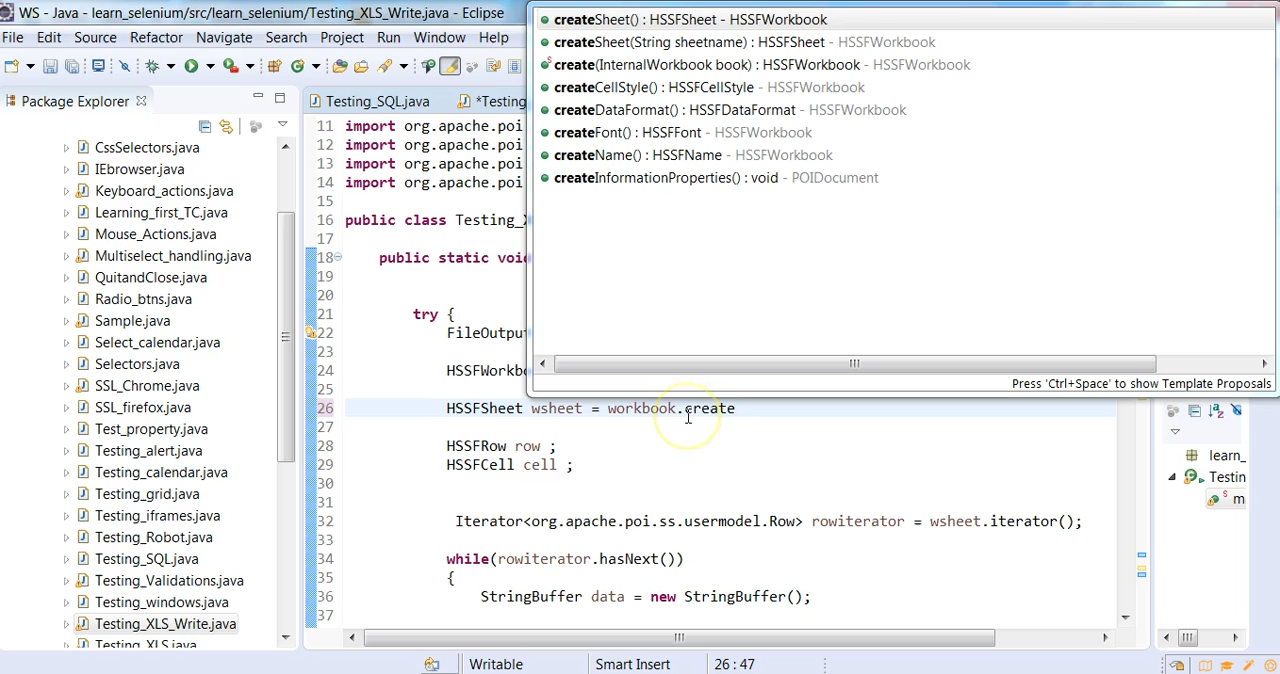 WS - Java - learn_selenium/src/learn_selenium/Testing_XLS_Write.java - Eclipse
File Edit Source Refactor Navigate Search Project Run Window Help
Package Explorer
CssSelectors.java
IEbrowser.java
Keyboard_actions.java
Learning_first_TC.java
Mouse_Actions.java
Multiselect_handling.java
QuitandClose.java
Radio_btns.java
Sample.java
Select_calendar.java
Selectors.java
SSL_Chrome.java
SSL_firefox.java
Test_property.java
Testing_alert.java
Testing_calendar.java
Testing_grid.java
Testing_iframes.java
Testing_Robot.java
Testing_SQL.java
Testing_Validations.java
Testing_windows.java
Testing_XLS_Write.java
Testing_XLS.java
Testing_SQL.java *Testing
11 import org.apache.poi
12 import org.apache.poi
13 import org.apache.poi
14 import org.apache.poi
15
16 public class Testing_X
17
18 public static void
19
20
21 try {
22 FileOutput
23
24 HSSFWorkbo
25
26 HSSFSheet wsheet = workbook.create
27
28 HSSFRow row ;
29 HSSFCell cell ;
30
31
32 Iterator<org.apache.poi.ss.usermodel.Row> rowiterator = wsheet.iterator();
33
34 while(rowiterator.hasNext())
35 {
36 StringBuffer data = new StringBuffer();
37
createSheet() : HSSFSheet - HSSFWorkbook
createSheet(String sheetname) : HSSFSheet - HSSFWorkbook
create(InternalWorkbook book) : HSSFWorkbook - HSSFWorkbook
createCellStyle() : HSSFCellStyle - HSSFWorkbook
createDataFormat() : HSSFDataFormat - HSSFWorkbook
createFont() : HSSFFont - HSSFWorkbook
createName() : HSSFName - HSSFWorkbook
createInformationProperties() : void - POIDocument
Press 'Ctrl+Space' to show Template Proposals
learn_
Testin
m
Writable Smart Insert 26 : 47